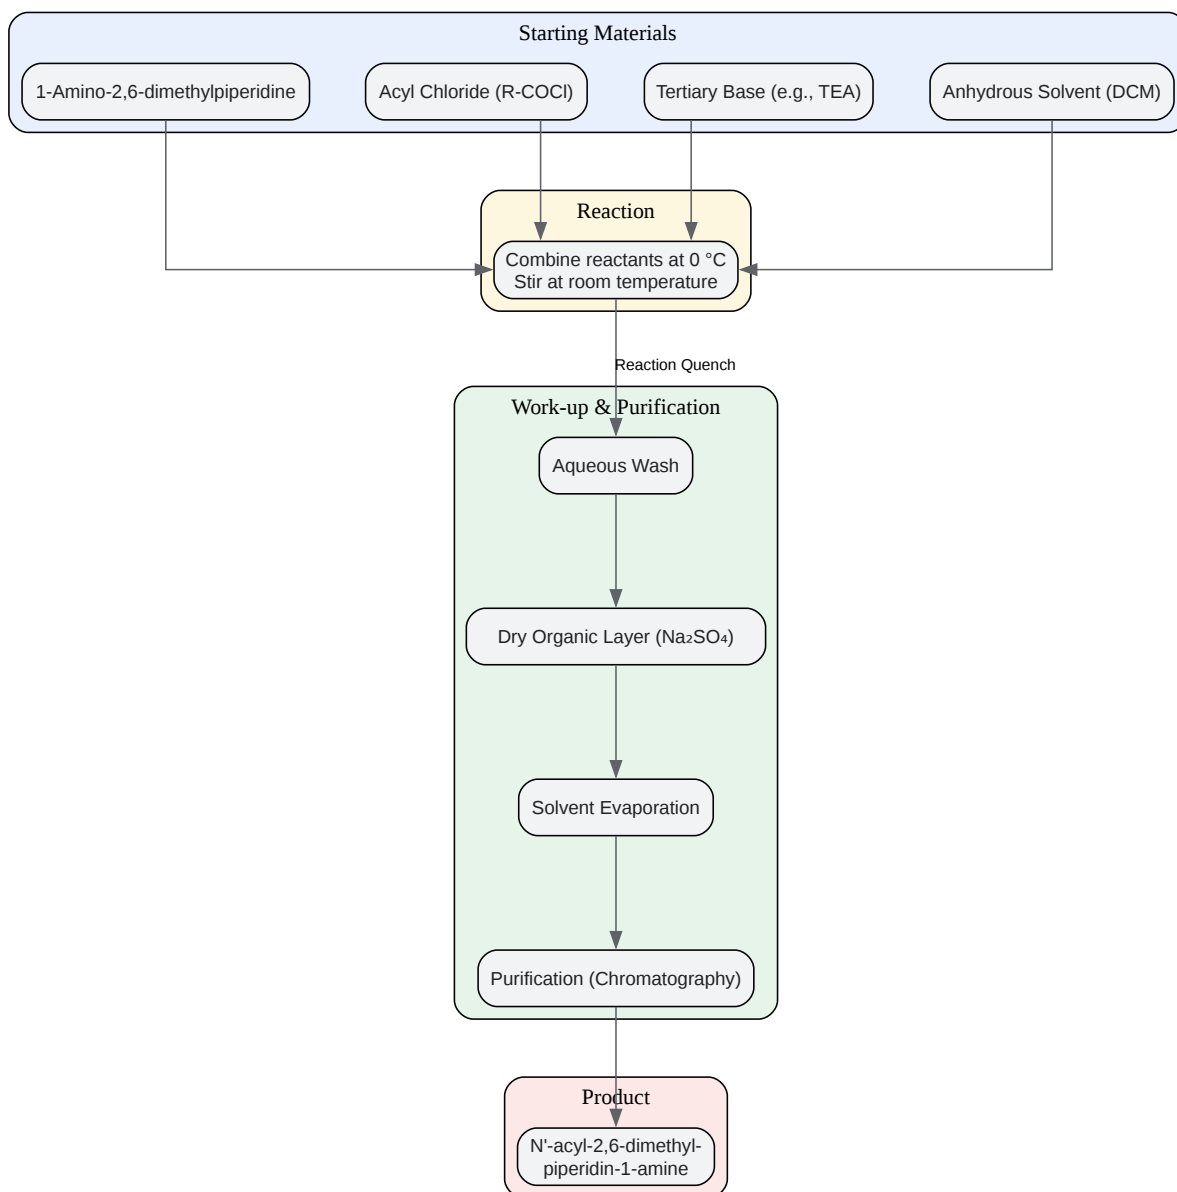 Starting Materials
1-Amino-2,6-dimethylpiperidine
Acyl Chloride (R-COCl)
Tertiary Base (e.g., TEA)
Anhydrous Solvent (DCM)
Reaction
Combine reactants at 0 °C
Stir at room temperature
Reaction Quench
Work-up & Purification
Aqueous Wash
Dry Organic Layer (Na₂SO₄)
Solvent Evaporation
Purification (Chromatography)
Product
N'-acyl-2,6-dimethyl-
piperidin-1-amine